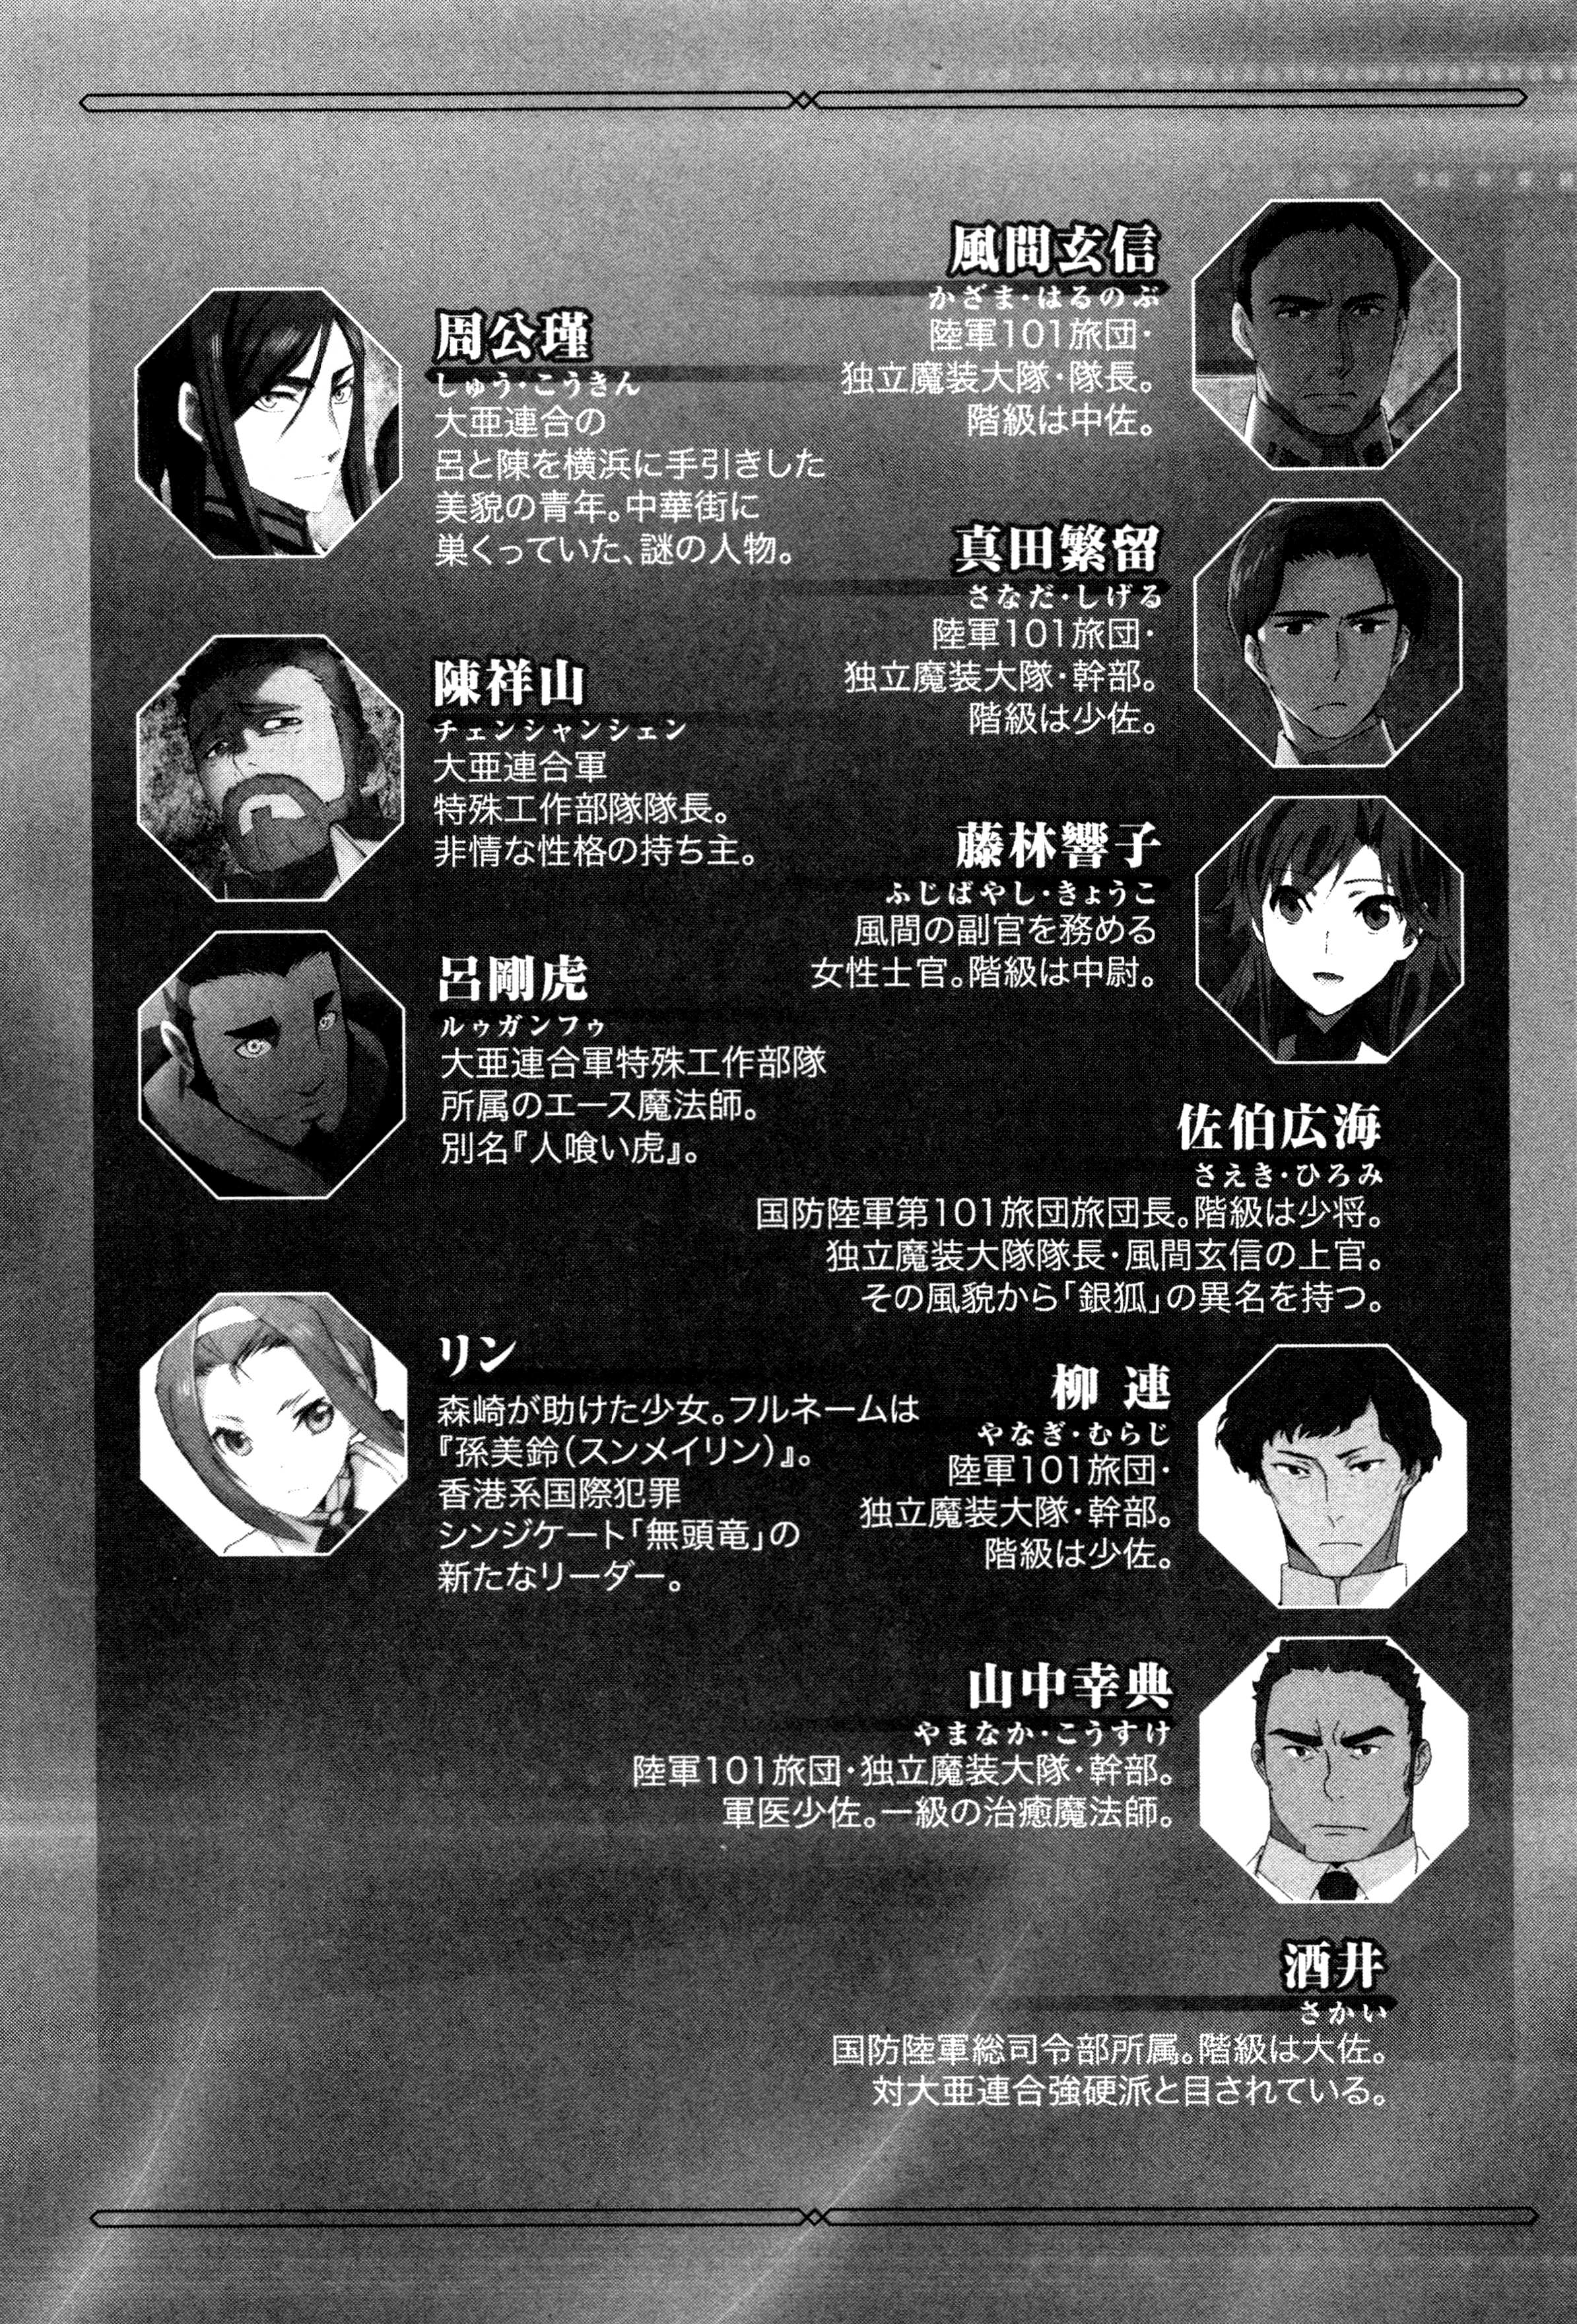 風間玄信
かざま・はるのぶ
陸軍101旅団・
独立魔装大隊・隊長。
階級は中佐。
真田繁留
さなだ・しげる
陸軍101旅団・
独立魔装大隊・幹部。
階級は少佐。
藤林響子
ふじばやし・きょうこ
風間の副官を務める
女性士官。階級は中尉。
佐伯広海
さえき・ひろみ
国防陸軍第101旅団旅団長。階級は少将。
独立魔装大隊隊長・風間玄信の上官。
その風貌から「銀狐」の異名を持つ。
柳 連
やなぎ・むらじ
陸軍101旅団・
独立魔装大隊・幹部。
階級は少佐。
山中幸典
やまなか・こうすけ
陸軍101旅団・独立魔装大隊・幹部。
軍医少佐。一級の治癒魔法師。
酒井
さかい
国防陸軍総司令部所属。階級は大佐。
対大亜連合強硬派と目されている。
周公瑾
しゅう・こうきん
大亜連合の
呂と陳を横浜に手引きした
美貌の青年。中華街に
巣くっていた、謎の人物。
陳祥山
チェンシャンシェン
大亜連合軍
特殊工作部隊隊長。
非情な性格の持ち主。
呂剛虎
ルゥガンフゥ
大亜連合軍特殊工作部隊
所属のエース魔法師。
別名『人喰い虎』。
リン
森崎が助けた少女。フルネームは
『孫美鈴(スンメイリン)』。
香港系国際犯罪
シンジケート「無頭竜」の
新たなリーダー。